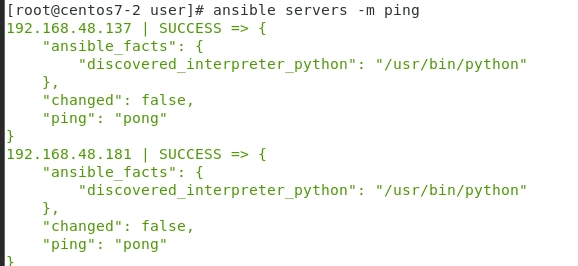 [root@centos7-2 user]# ansible servers -m ping
192.168.48.137 | SUCCESS => {
    "ansible_facts": {
        "discovered_interpreter_python": "/usr/bin/python"
    },
    "changed": false,
    "ping": "pong"
}
192.168.48.181 | SUCCESS => {
    "ansible_facts": {
        "discovered_interpreter_python": "/usr/bin/python"
    },
    "changed": false,
    "ping": "pong"
}